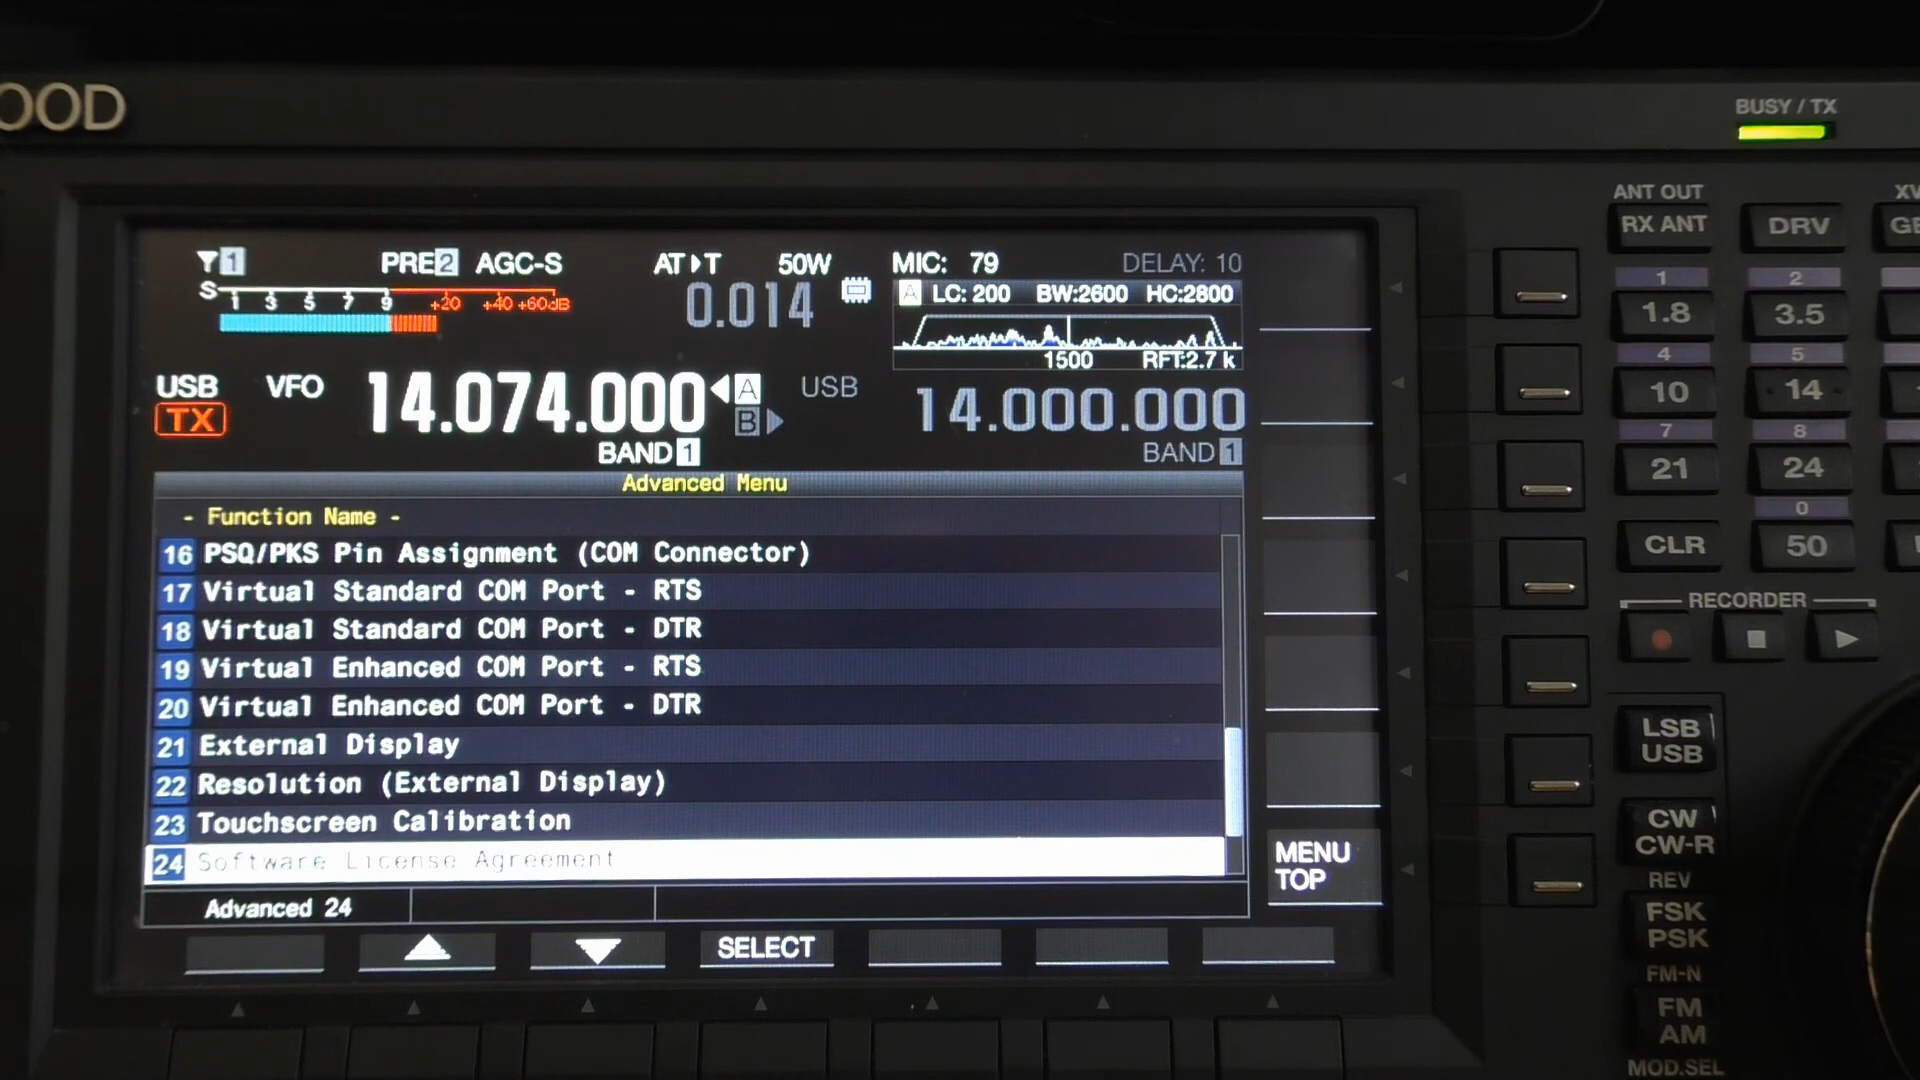 OOD
BUSY / TX
ANT OUT
RX ANT
DRV
1 PRE2 AGC-S AT T 50W MIC: 79 DELAY: 10
S 1 3 5 7 9 +20 +40 +60dB
0.014
A LC: 200 BW:2600 HC:2800
1500 RFT:2.7 k
USB VFO 14.074.000 A USB 14.000.000
TX B
BAND 1 BAND 1
Advanced Menu
- Function Name -
16 PSQ/PKS Pin Assignment (COM Connector)
17 Virtual Standard COM Port - RTS
18 Virtual Standard COM Port - DTR
19 Virtual Enhanced COM Port - RTS
20 Virtual Enhanced COM Port - DTR
21 External Display
22 Resolution (External Display)
23 Touchscreen Calibration
24 Software License Agreement
Advanced 24
SELECT
MENU
TOP
1 2
1.8 3.5
4 5
10 14
7 8
21 24
0
CLR 50
RECORDER
LSB
USB
CW
CW-R
REV
FSK
PSK
FM-N
FM
AM
MOD.SEL